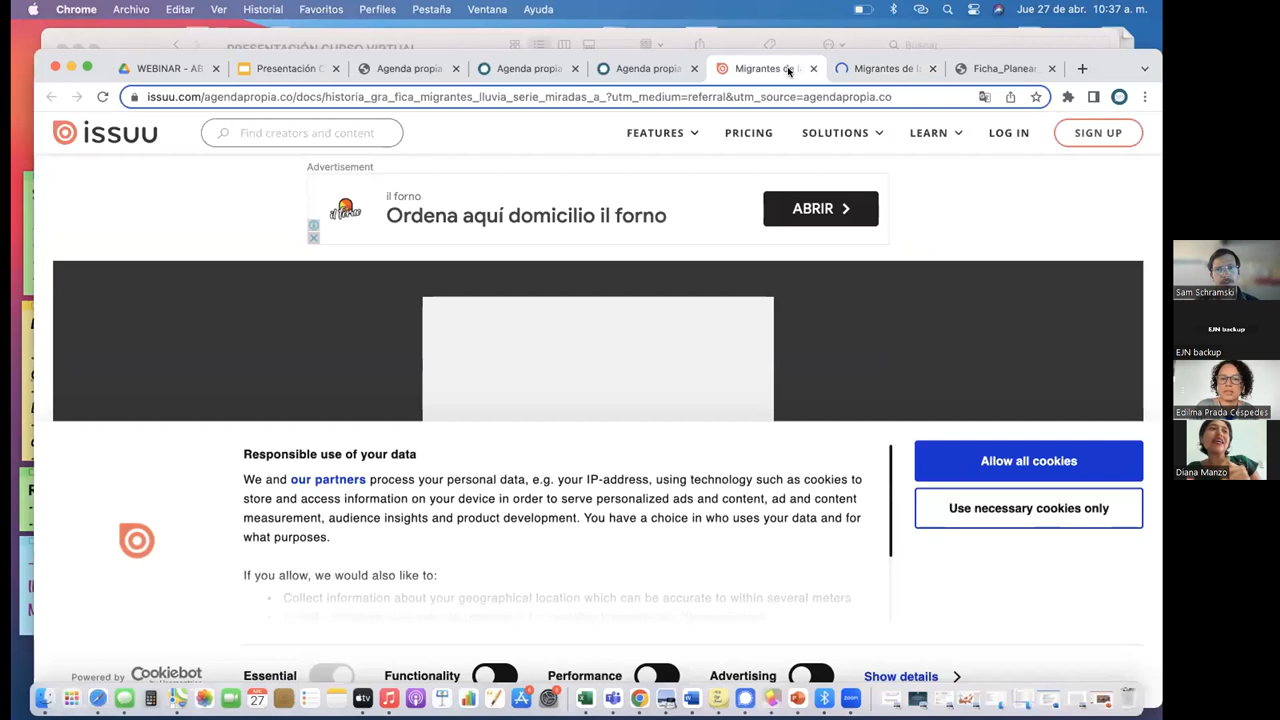 Chrome Archivo Editar Ver Historial Favoritos Perfiles Pestaña Ventana Ayuda Jue 27 de abr. 10:37 a. m.
PRESENTACIÓN CURSO VIRTUAL Buscar
WEBINAR - AB Presentación C Agenda propia Agenda propia Agenda propia Migrantes de l Migrantes de la Ficha_Planear
issuu.com/agendapropia.co/docs/historia_gra_fica_migrantes_lluvia_serie_miradas_a_?utm_medium=referral&utm_source=agendapropia.co
issuu Find creators and content FEATURES PRICING SOLUTIONS LEARN LOG IN SIGN UP
Advertisement
il forno
Ordena aquí domicilio il forno
ABRIR
Sam Schramski
EJN backup
EJN backup
Edilma Prada Céspedes
Diana Manzo
Responsible use of your data
We and our partners process your personal data, e.g. your IP-address, using technology such as cookies to
store and access information on your device in order to serve personalized ads and content, ad and content
measurement, audience insights and product development. You have a choice in who uses your data and for
what purposes.
If you allow, we would also like to:
• Collect information about your geographical location which can be accurate to within several meters
Allow all cookies
Use necessary cookies only
Powered by Cookiebot
Essential Functionality Performance Advertising Show details